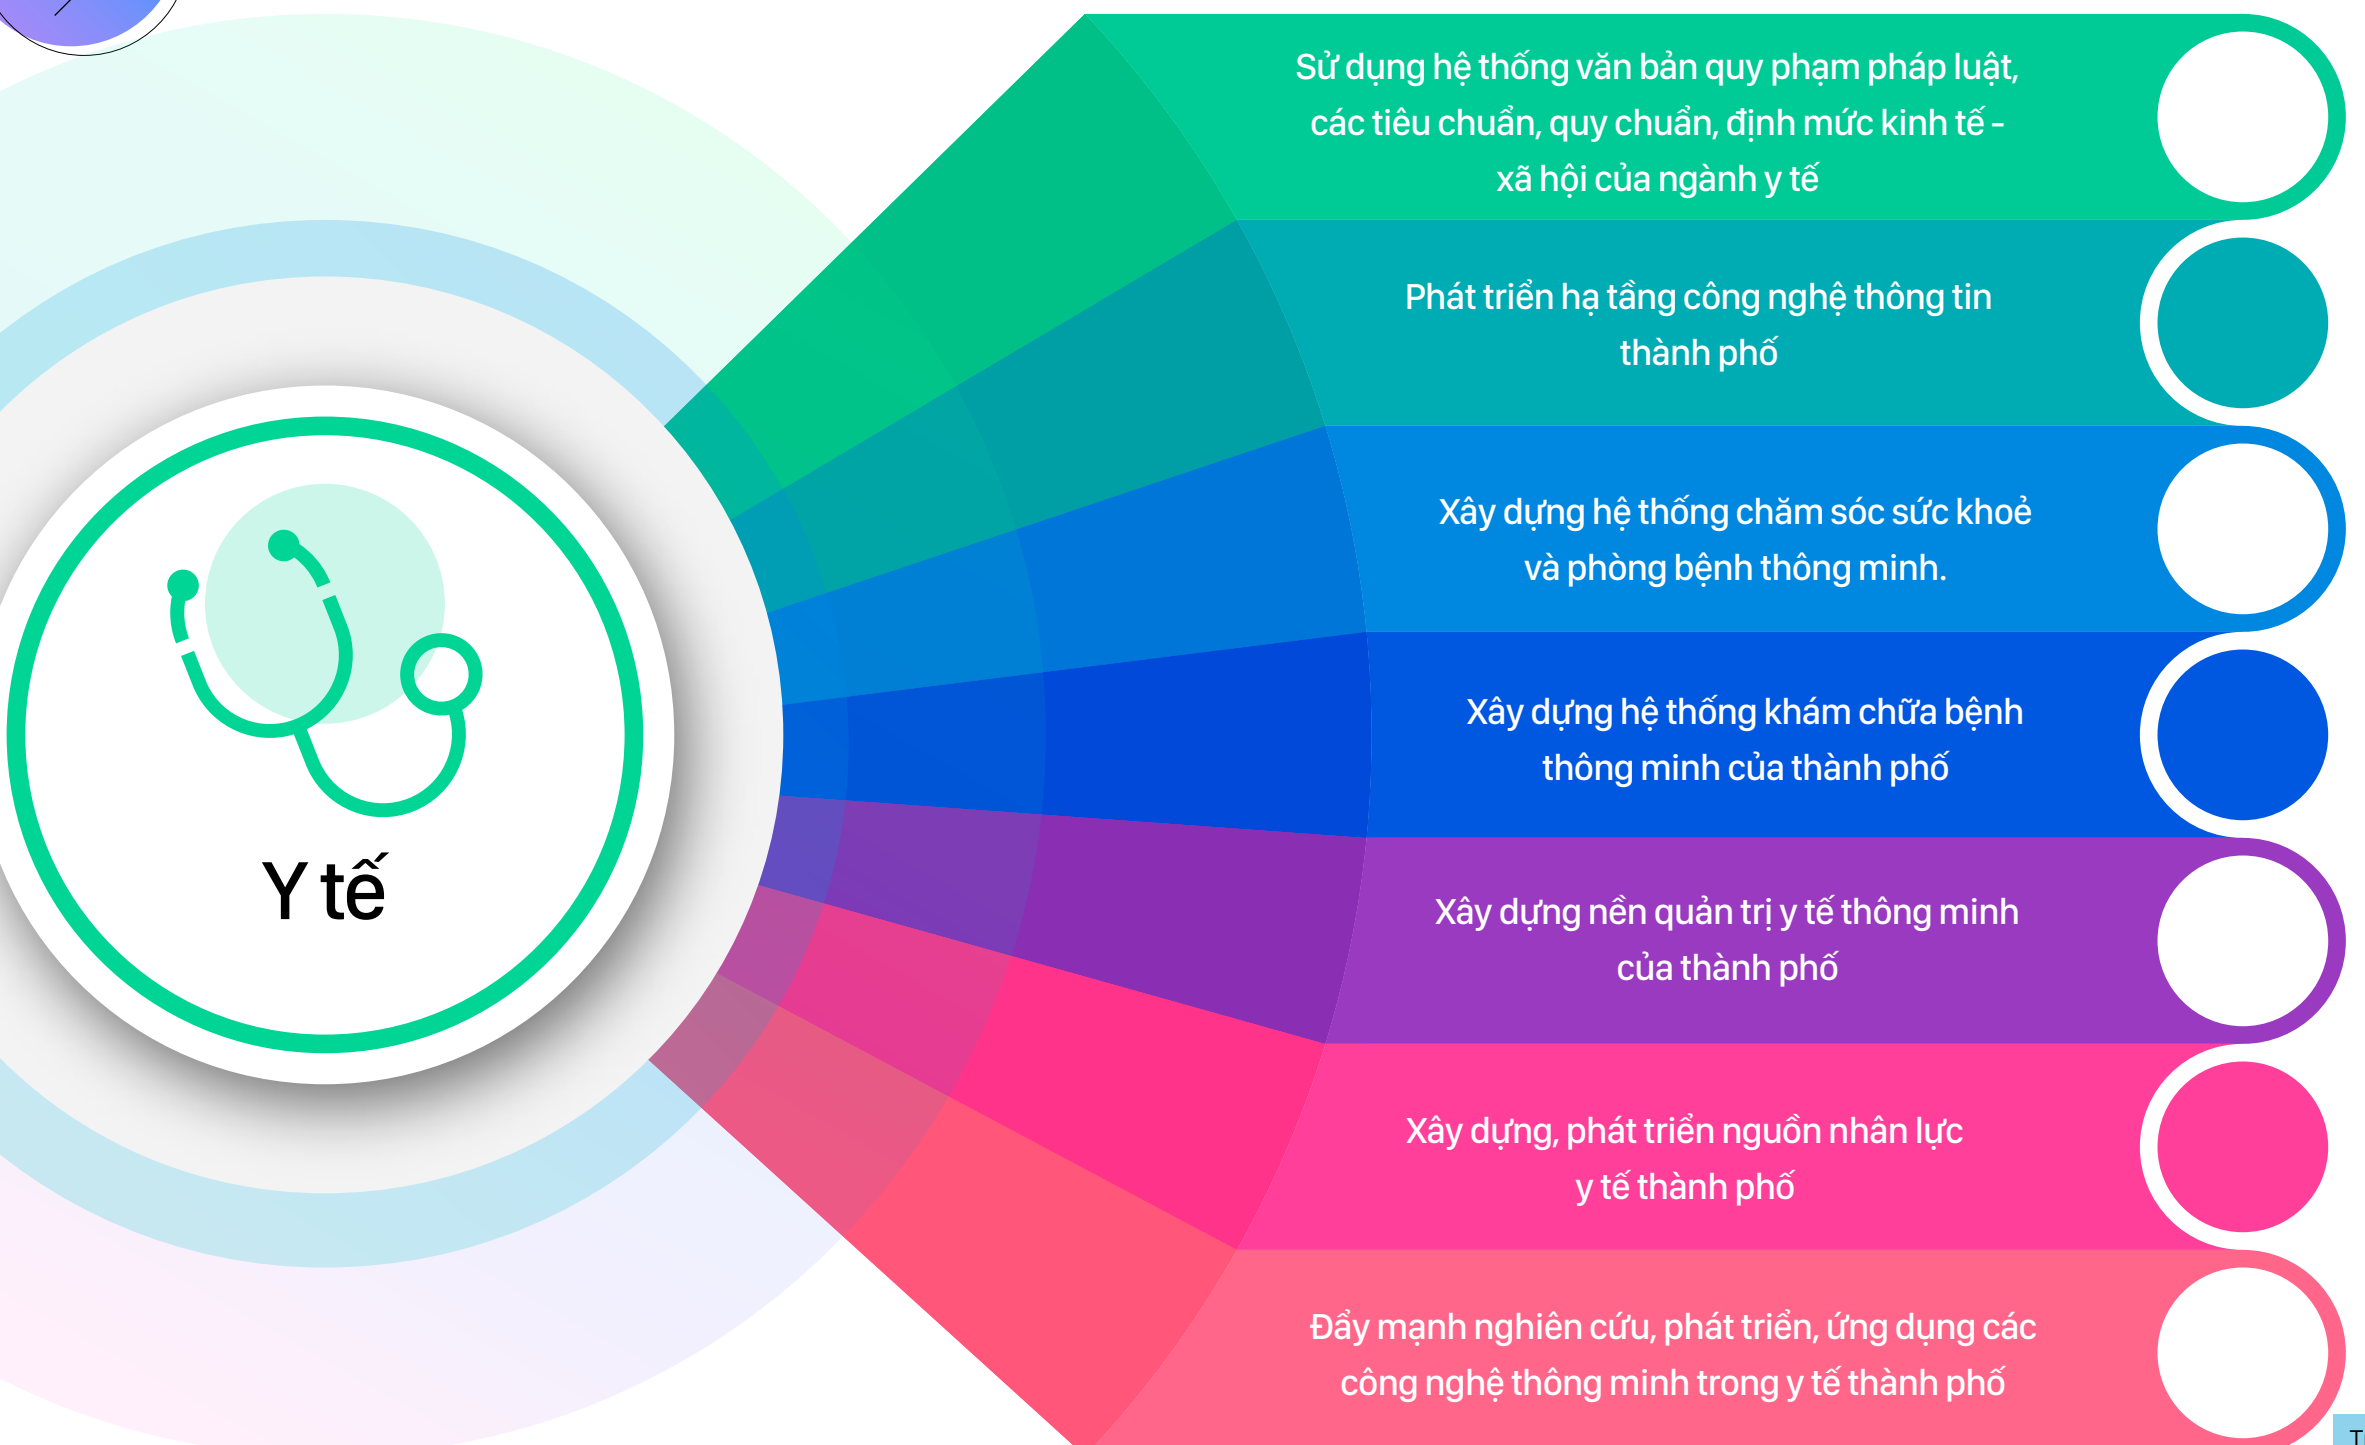 Sử dụng hệ thống văn bản quy phạm pháp luật,
các tiêu chuẩn, quy chuẩn, định mức kinh tế -
xã hội của ngành y tế
Phát triển hạ tầng công nghệ thông tin
thành phố
Xây dựng hệ thống chăm sóc sức khoẻ
và phòng bệnh thông minh.
Xây dựng hệ thống khám chữa bệnh
thông minh của thành phố
Y tế
Xây dựng nền quản trị y tế thông minh
của thành phố
Xây dựng, phát triển nguồn nhân lực
y tế thành phố
Đẩy mạnh nghiên cứu, phát triển, ứng dụng các
công nghệ thông minh trong y tế thành phố